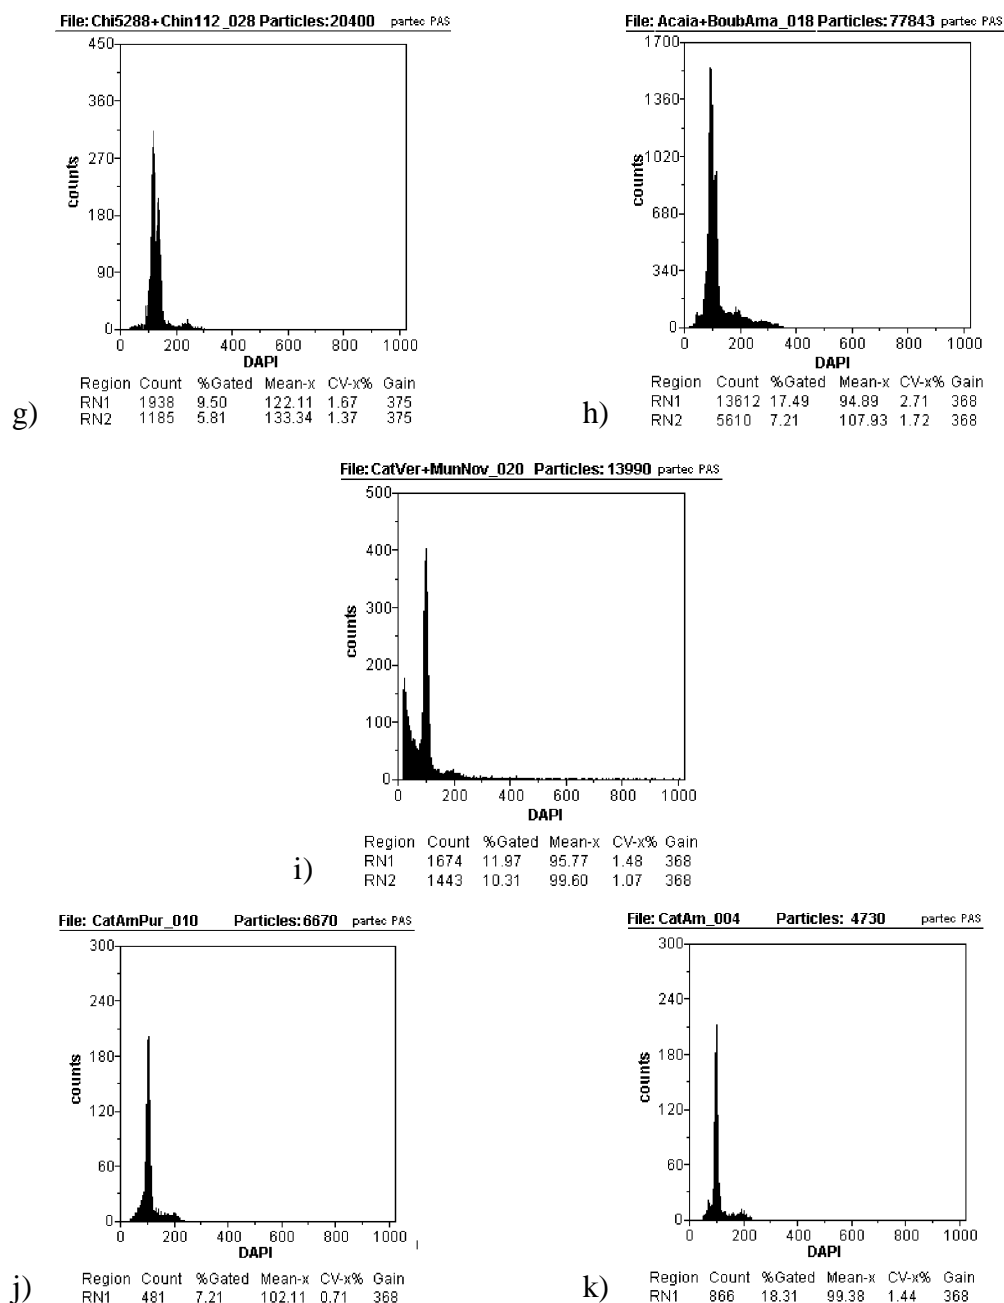 File: Chi5288+Chin112_028 Particles:20400 partec PAS
450
360
270
180
90
0
counts
0 200 400 600 800 1000
DAPI
Region Count %Gated Mean-x CV-x% Gain
RN1 1938 9.50 122.11 1.67 375
RN2 1185 5.81 133.34 1.37 375
g)
File: Acaia+BoubAma_018 Particles: 77843 partec PAS
1700
1360
1020
680
340
0
counts
0 200 400 600 800 1000
DAPI
Region Count %Gated Mean-x CV-x% Gain
RN1 13612 17.49 94.89 2.71 368
RN2 5610 7.21 107.93 1.72 368
h)
File: CatVer+MunNov_020 Particles: 13990 partec PAS
500
400
300
200
100
0
counts
0 200 400 600 800 1000
DAPI
Region Count %Gated Mean-x CV-x% Gain
RN1 1674 11.97 95.77 1.48 368
RN2 1443 10.31 99.60 1.07 368
i)
File: CatAmPur_010 Particles:6670 partec PAS
300
240
180
120
60
0
counts
0 200 400 600 800 1000
DAPI
Region Count %Gated Mean-x CV-x% Gain
RN1 481 7.21 102.11 0.71 368
j)
File: CatAm_004 Particles: 4730 partec PAS
300
240
180
120
60
0
counts
0 200 400 600 800 1000
DAPI
Region Count %Gated Mean-x CV-x% Gain
RN1 866 18.31 99.38 1.44 368
k)